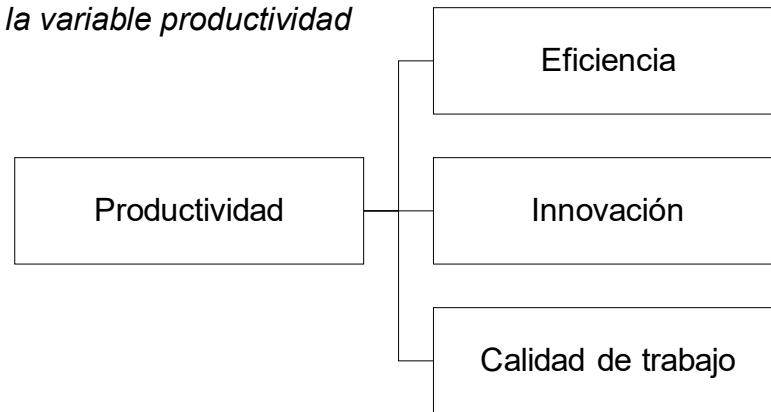 la variable productividad
Eficiencia
Productividad
Innovación
Calidad de trabajo